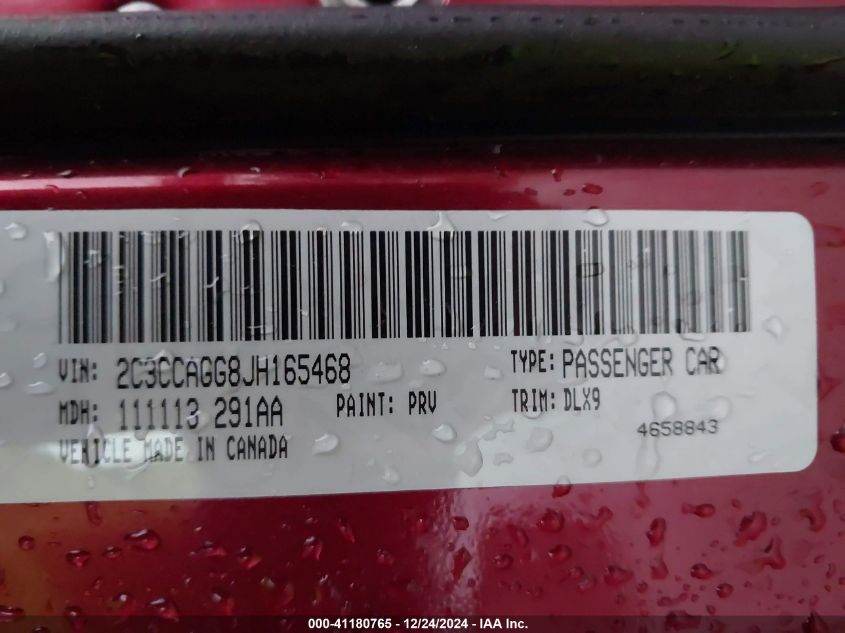 VIN: 2C3CCAGG8JH165468 TYPE: PASSENGER CAR
MDH: 111113 291AA PAINT: PRV TRIM: DLX9
VEHICLE MADE IN CANADA 4658843
000-41180765 - 12/24/2024 - IAA Inc.